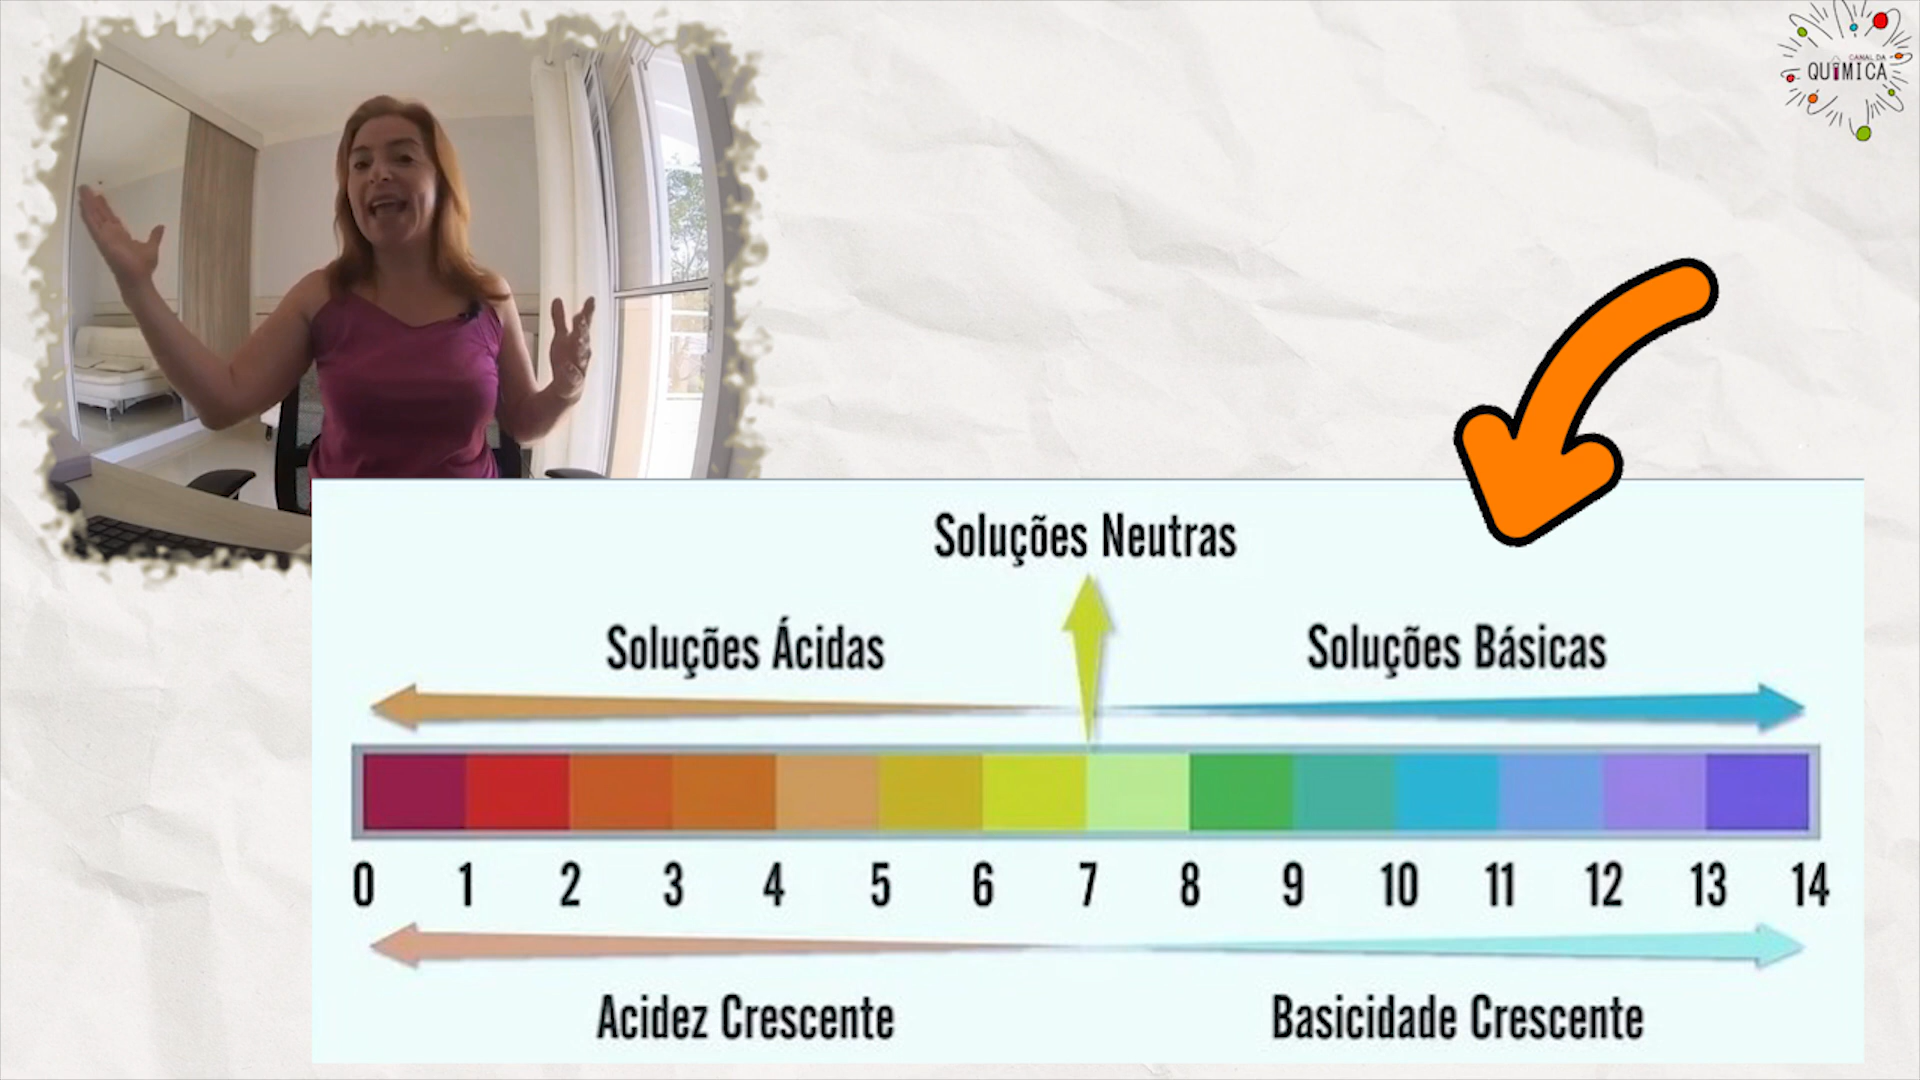 CANAL DA
QUÍMICA
Soluções Neutras
Soluções Ácidas
Soluções Básicas
0 1 2 3 4 5 6 7 8 9 10 11 12 13 14
Acidez Crescente
Basicidade Crescente